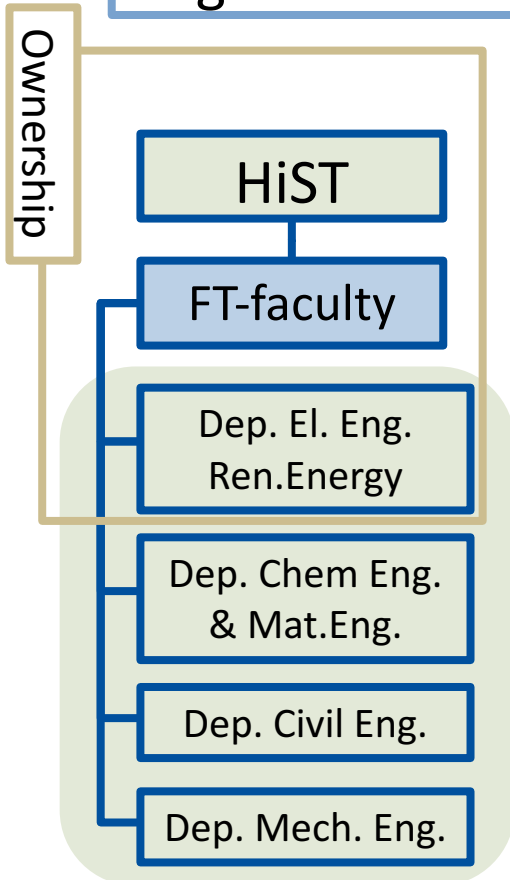 Ownership
HiST
FT-faculty
Dep. El. Eng.
Ren.Energy
Dep. Chem Eng.
& Mat.Eng.
Dep. Civil Eng.
Dep. Mech. Eng.